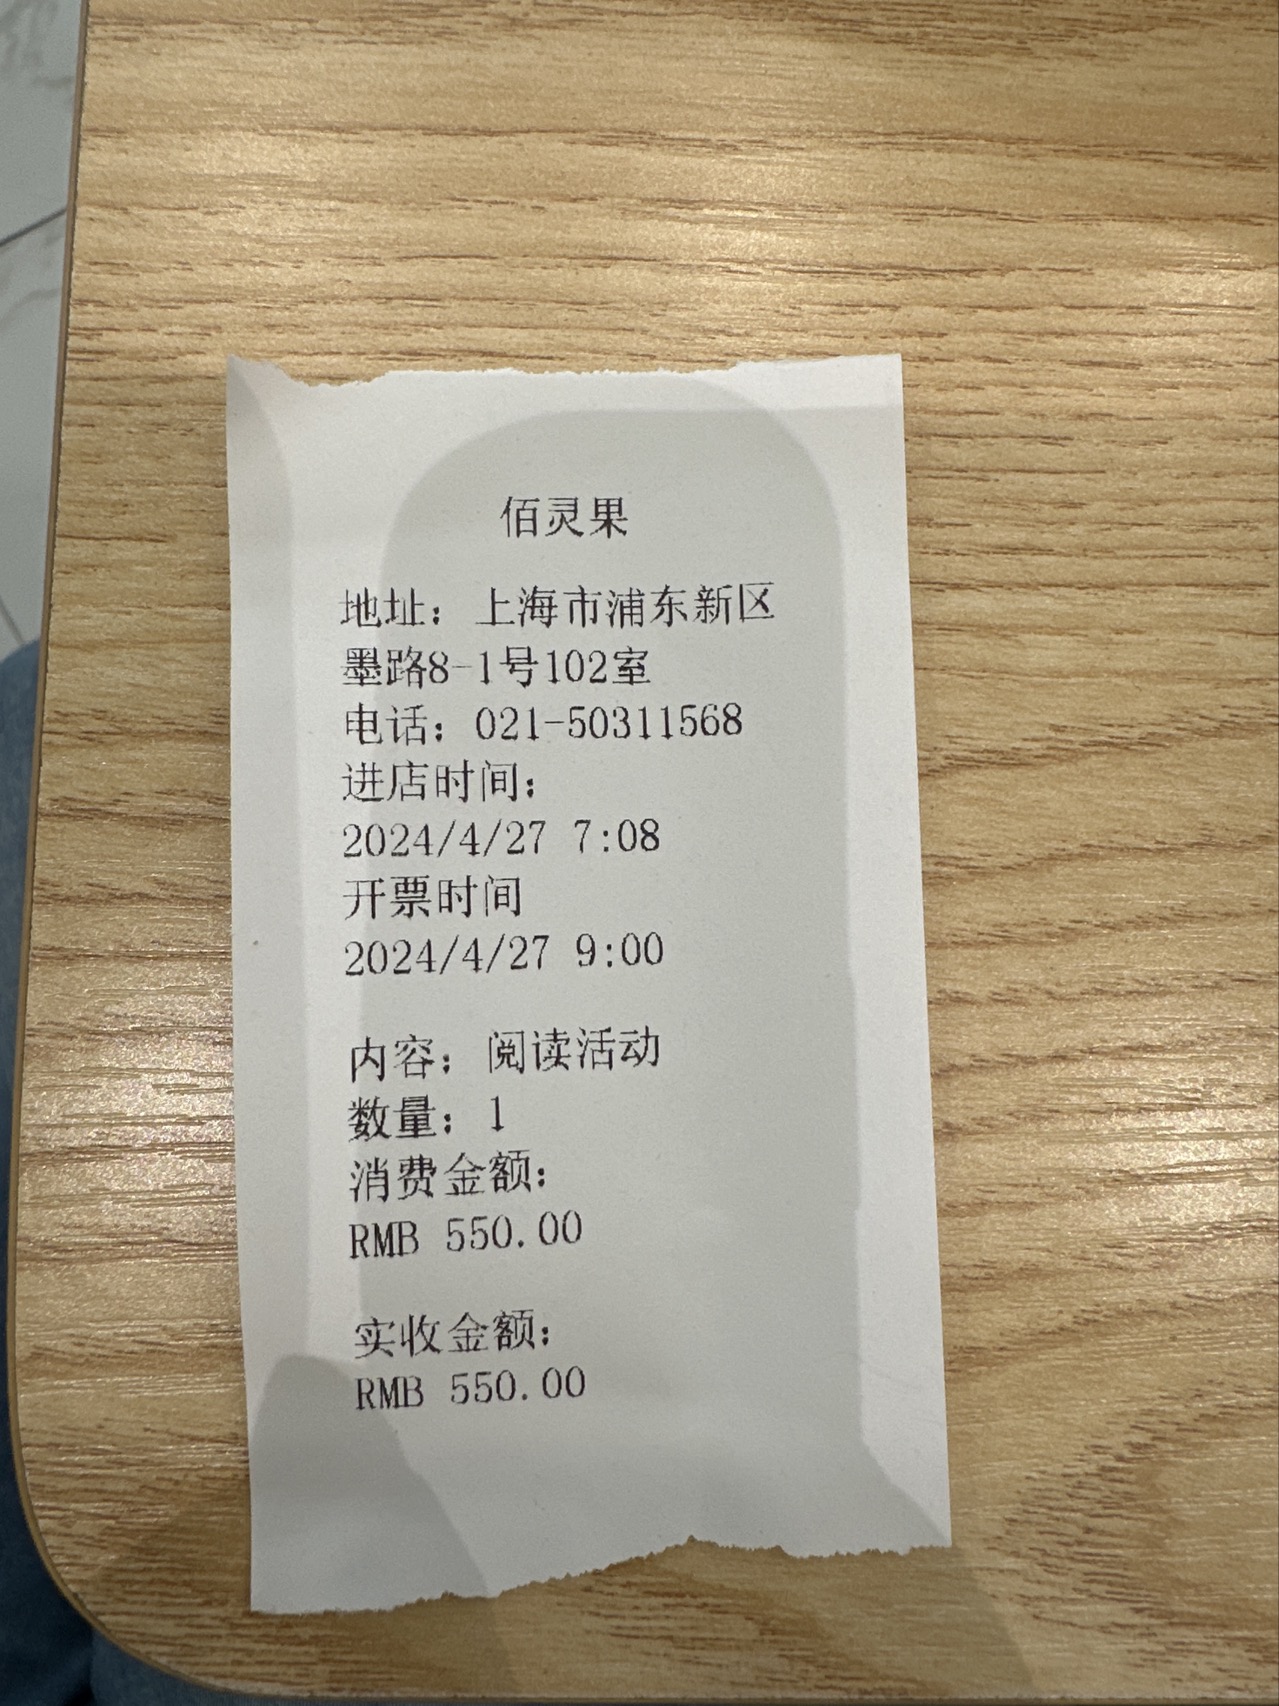 佰灵果
地址：上海市浦东新区
墨路8-1号102室
电话：021-50311568
进店时间：
2024/4/27 7:08
开票时间
2024/4/27 9:00
内容：阅读活动
数量：1
消费金额：
RMB 550.00
实收金额：
RMB 550.00